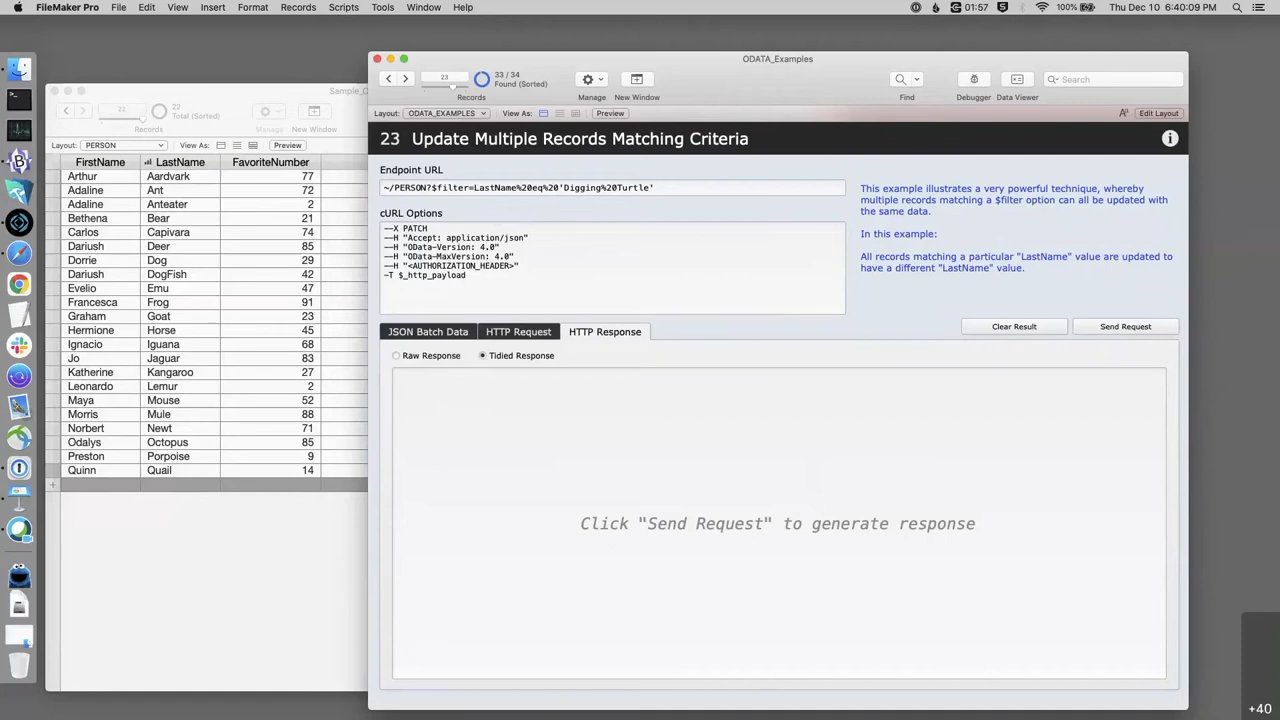 FileMaker Pro File Edit View Insert Format Records Scripts Tools Window Help 01:57 100% Thu Dec 10 6:40:09 PM
Sample_O
22
22
Total (Sorted)
Records Manage New Window
Layout: PERSON View As: Preview
FirstName LastName FavoriteNumber
Arthur Aardvark 77
Adaline Ant 72
Adaline Anteater 2
Bethena Bear 21
Carlos Capivara 74
Dariush Deer 85
Dorrie Dog 29
Dariush DogFish 42
Evelio Emu 47
Francesca Frog 91
Graham Goat 23
Hermione Horse 45
Ignacio Iguana 68
Jo Jaguar 83
Katherine Kangaroo 27
Leonardo Lemur 2
Maya Mouse 52
Morris Mule 88
Norbert Newt 71
Odalys Octopus 85
Preston Porpoise 9
Quinn Quail 14
+
ODATA_Examples
23
33 / 34
Found (Sorted)
Search
Records Manage New Window Find Debugger Data Viewer
Layout: ODATA_EXAMPLES View As: Preview Edit Layout
23 Update Multiple Records Matching Criteria
Endpoint URL
~/PERSON?$filter=LastName%20eq%20'Digging%20Turtle'
cURL Options
--X PATCH
--H "Accept: application/json"
--H "OData-Version: 4.0"
--H "OData-MaxVersion: 4.0"
--H "<AUTHORIZATION_HEADER>"
-T $_http_payload
This example illustrates a very powerful technique, whereby
multiple records matching a $filter option can all be updated with
the same data.
In this example:
All records matching a particular "LastName" value are updated to
have a different "LastName" value.
JSON Batch Data HTTP Request HTTP Response
Clear Result Send Request
Raw Response Tidied Response
Click "Send Request" to generate response
+40